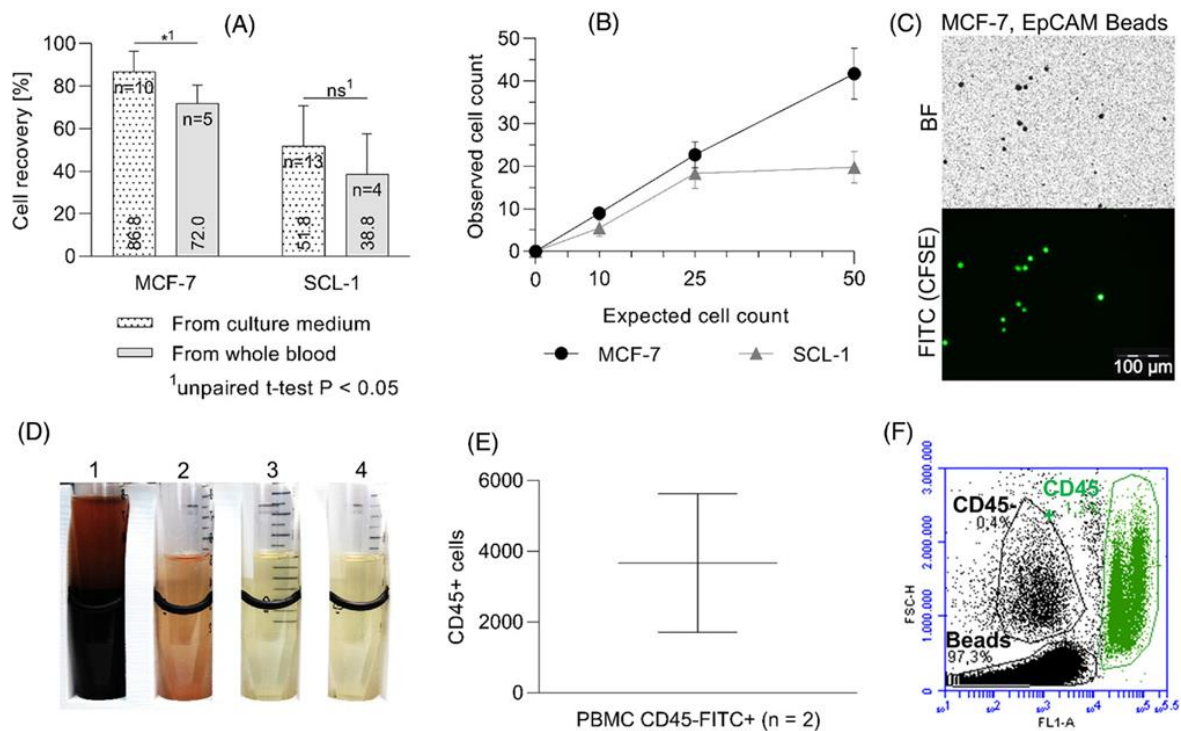 (A)
Cell recovery [%]
100
80
60
40
20
0
*1
ns1
n=10
n=5
n=13
n=4
86.8
72.0
51.8
38.8
MCF-7
SCL-1
From culture medium
From whole blood
1unpaired t-test P < 0.05
(B)
Observed cell count
50
40
30
20
10
0
0
10
25
50
Expected cell count
MCF-7
SCL-1
(C)
MCF-7, EpCAM Beads
BF
FITC (CFSE)
100 µm
(D)
1
2
3
4
(E)
CD45+ cells
6000
4000
2000
0
PBMC CD45-FITC+ (n = 2)
(F)
FSC-H
3.000.000
2.000.000
1.000.000
0
CD45-
0,4%
CD45
+
Beads
97,3%
FL1-A